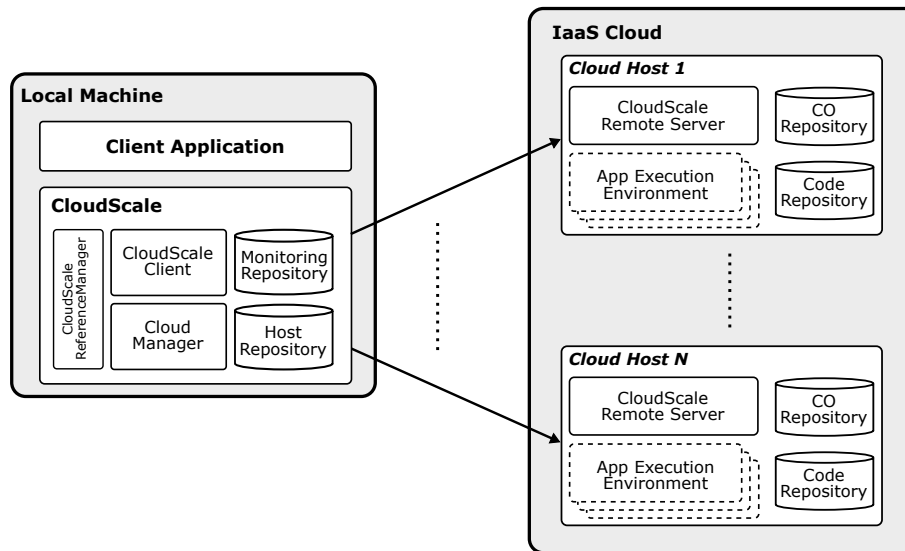 Local Machine
Client Application
CloudScale
CloudScale
ReferenceManager
CloudScale
Client
Monitoring
Repository
Cloud
Manager
Host
Repository
IaaS Cloud
Cloud Host 1
CloudScale
Remote Server
CO
Repository
App Execution
Environment
Code
Repository
Cloud Host N
CloudScale
Remote Server
CO
Repository
App Execution
Environment
Code
Repository